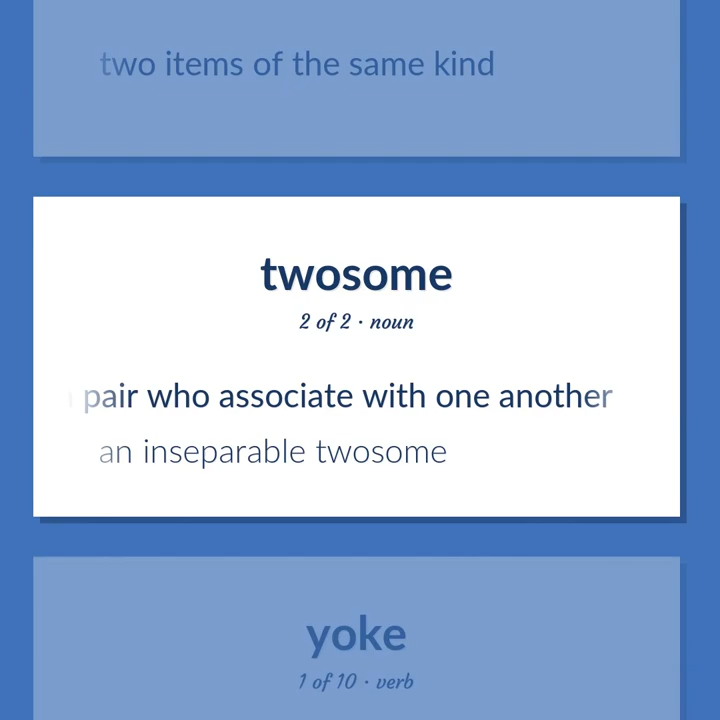 two items of the same kind
twosome
2 of 2 · noun
pair who associate with one another
an inseparable twosome
yoke
1 of 10 · verb